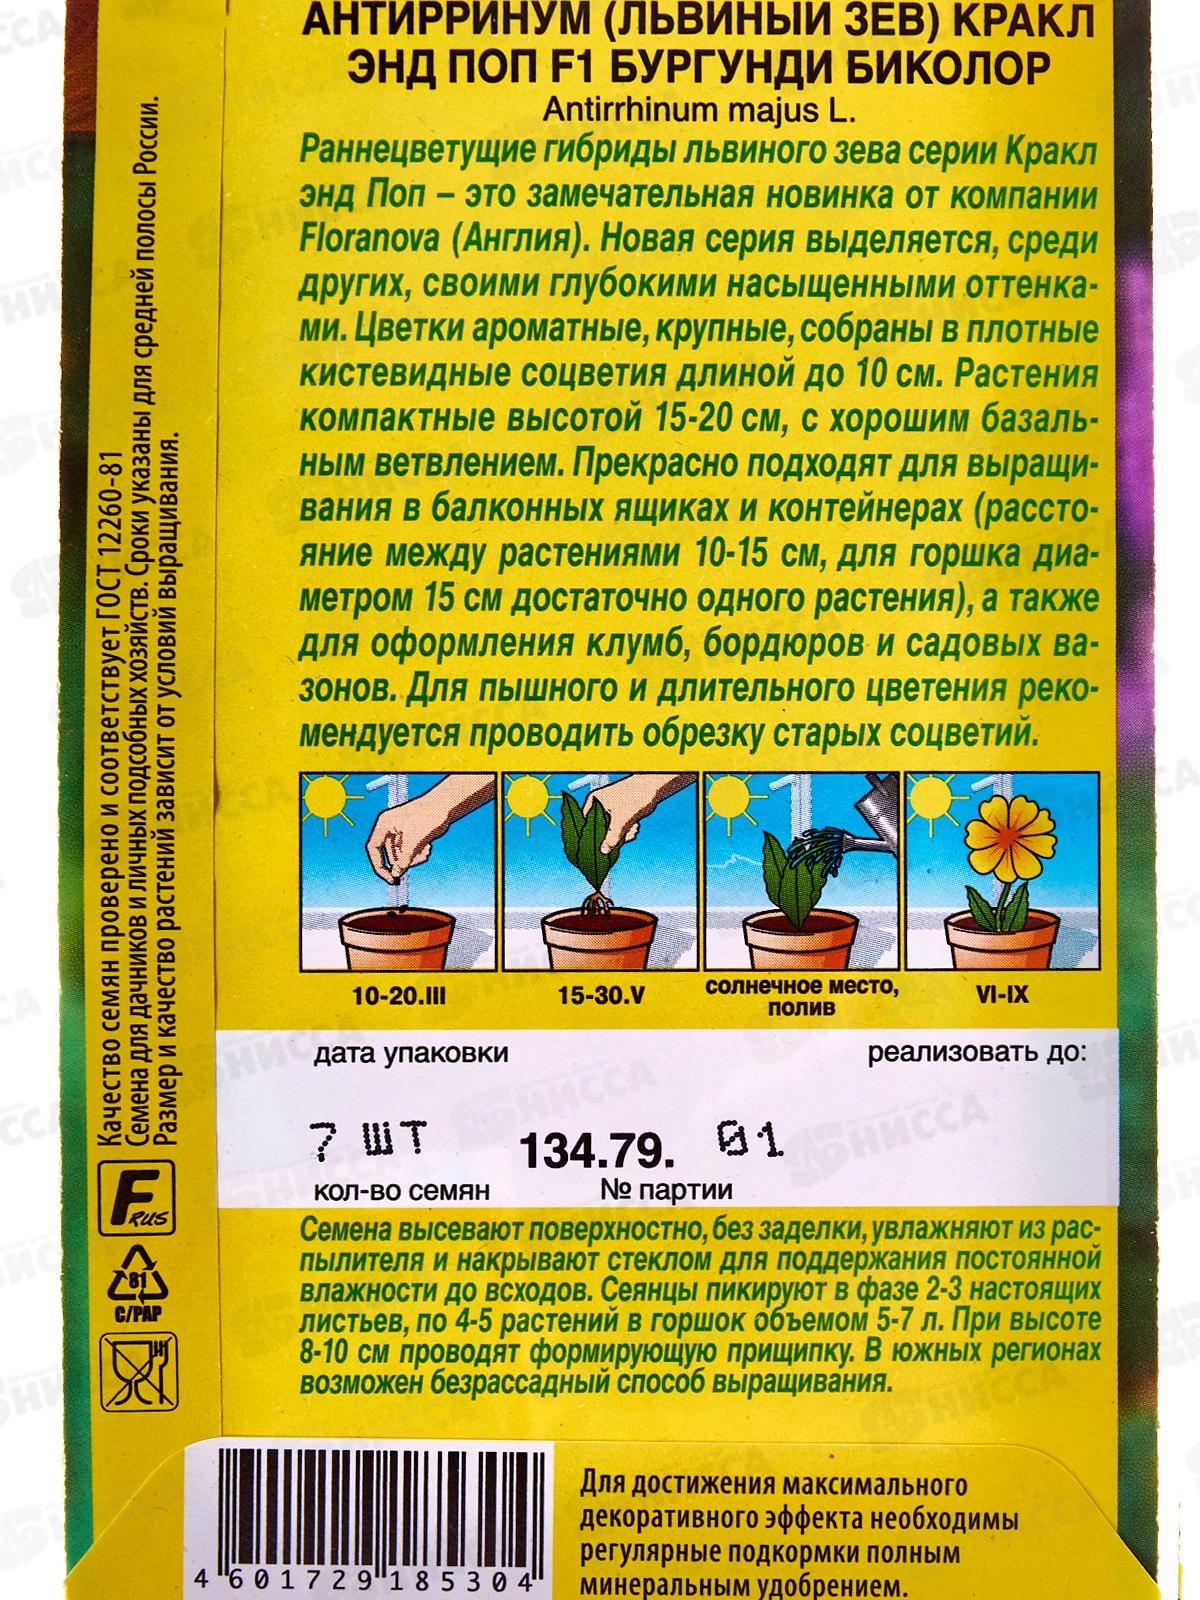 АНТИРРИНУМ (ЛЬВИНЫЙ ЗЕВ) КРАКЛ
ЭНД ПОП F1 БУРГУНДИ БИКОЛОР
Antirrhinum majus L.
Раннецветущие гибриды львиного зева серии Кракл
энд Поп – это замечательная новинка от компании
Floranova (Англия). Новая серия выделяется, среди
других, своими глубокими насыщенными оттенка-
ми. Цветки ароматные, крупные, собраны в плотные
кистевидные соцветия длиной до 10 см. Растения
компактные высотой 15-20 см, с хорошим базаль-
ным ветвлением. Прекрасно подходят для выращи-
вания в балконных ящиках и контейнерах (рассто-
яние между растениями 10-15 см, для горшка диа-
метром 15 см достаточно одного растения), а также
для оформления клумб, бордюров и садовых ва-
зонов. Для пышного и длительного цветения реко-
мендуется проводить обрезку старых соцветий.
10-20.III
15-30.V
солнечное место,
полив
VI-IX
дата упаковки
реализовать до:
7 ШТ
134.79. 01
кол-во семян
№ партии
Семена высевают поверхностно, без заделки, увлажняют из рас-
пылителя и накрывают стеклом для поддержания постоянной
влажности до всходов. Сеянцы пикируют в фазе 2-3 настоящих
листьев, по 4-5 растений в горшок объемом 5-7 л. При высоте
8-10 см проводят формирующую прищипку. В южных регионах
возможен безрассадный способ выращивания.
4 601729 185304
Для достижения максимального
декоративного эффекта необходимы
регулярные подкормки полным
минеральным удобрением.
Качество семян проверено и соответствует ГОСТ 12260-81
Семена для дачников и личных подсобных хозяйств. Сроки указаны для средней полосы России.
Размер и качество растений зависит от условий выращивания.
F RUS
81
C/PAP
НИССА